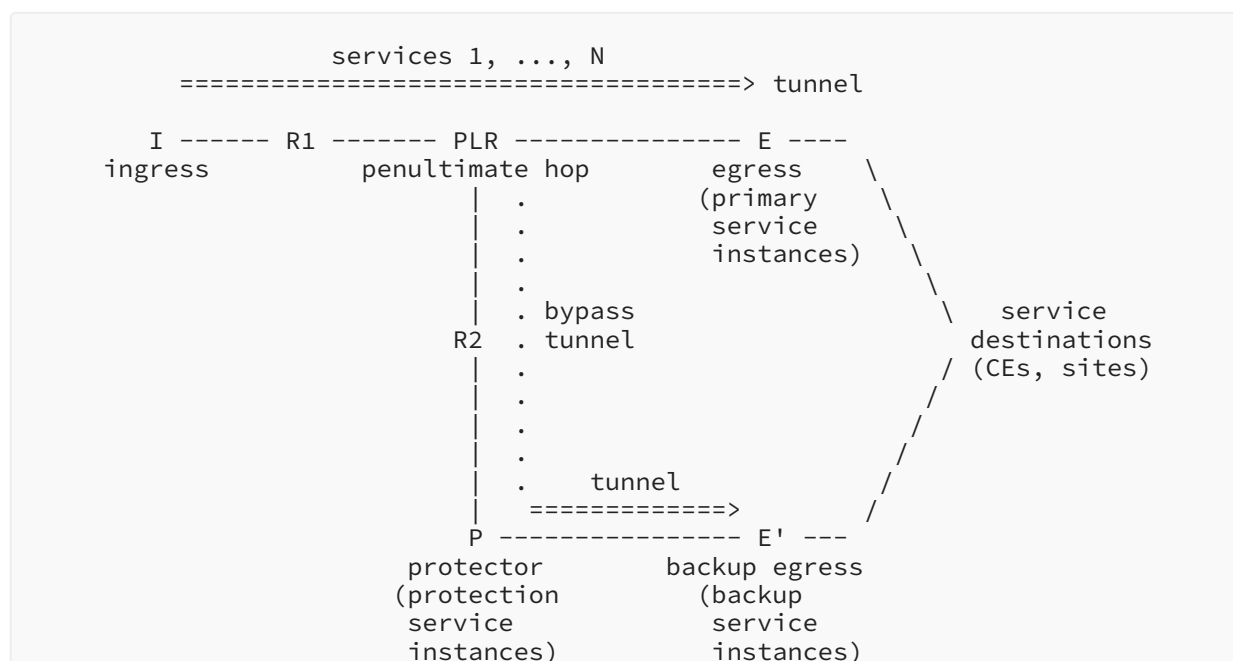 services 1, ..., N
=====================================> tunnel
I ------ R1 ------- PLR --------------- E ----
ingress penultimate hop egress \
| . (primary \
| . service \
| . instances) \
| . \
| . bypass \ service
R2 . tunnel destinations
| . / (CEs, sites)
| . /
| . /
| . /
| . tunnel /
| =============> /
P ---------------- E' ---
protector backup egress
(protection (backup
service service
instances) instances)